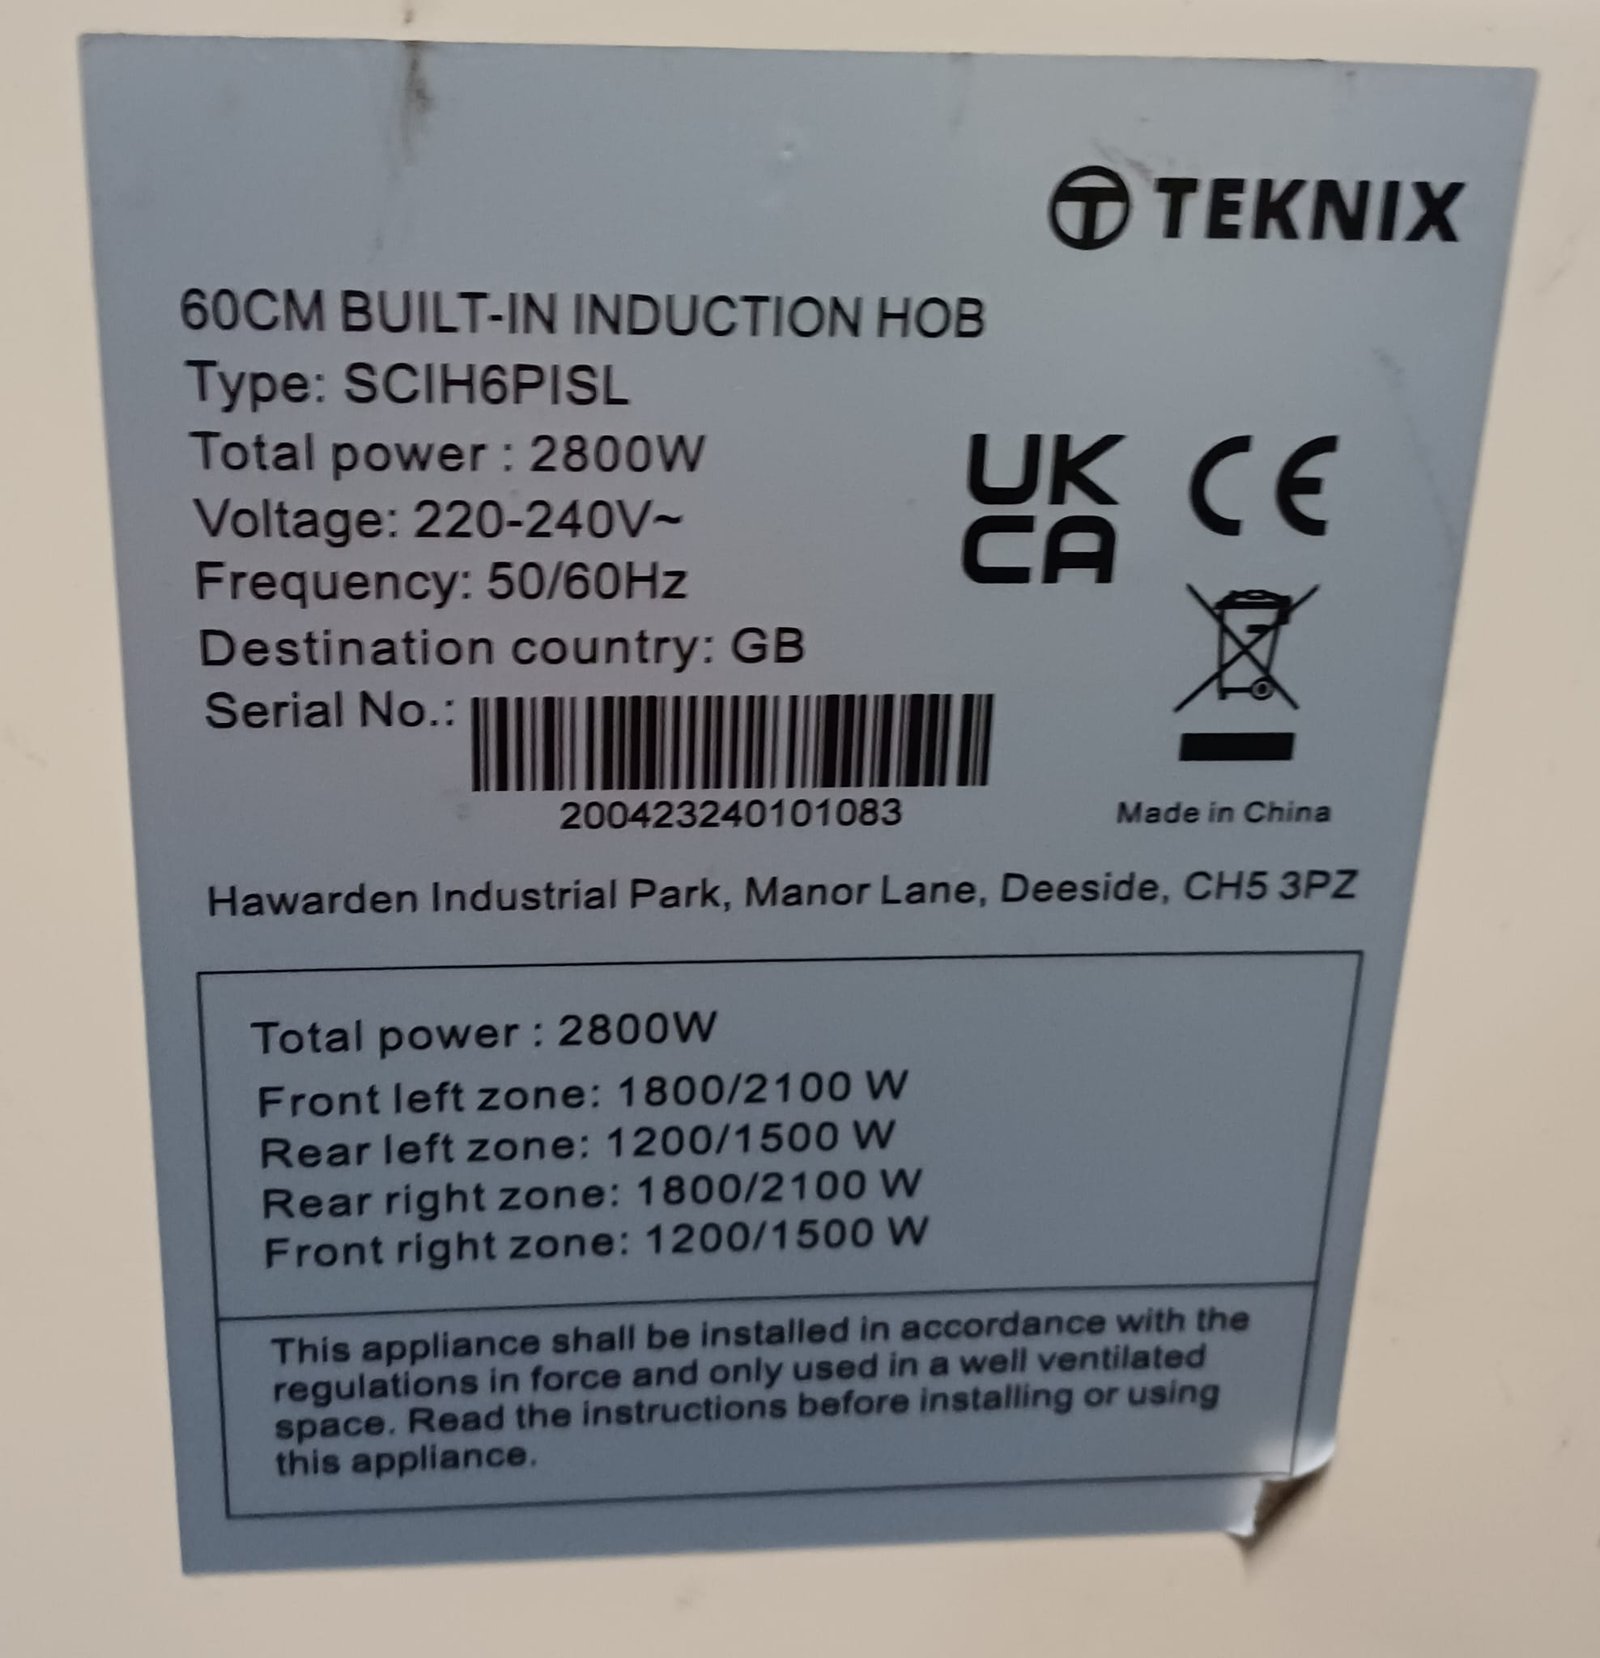 TEKNIX
60CM BUILT-IN INDUCTION HOB
Type: SCIH6PISL
Total power : 2800W
Voltage: 220-240V~
Frequency: 50/60Hz
Destination country: GB
Serial No.:
200423240101083
UK
CA
CE
Made in China
Hawarden Industrial Park, Manor Lane, Deeside, CH5 3PZ
Total power : 2800W
Front left zone: 1800/2100 W
Rear left zone: 1200/1500 W
Rear right zone: 1800/2100 W
Front right zone: 1200/1500 W
This appliance shall be installed in accordance with the
regulations in force and only used in a well ventilated
space. Read the instructions before installing or using
this appliance.